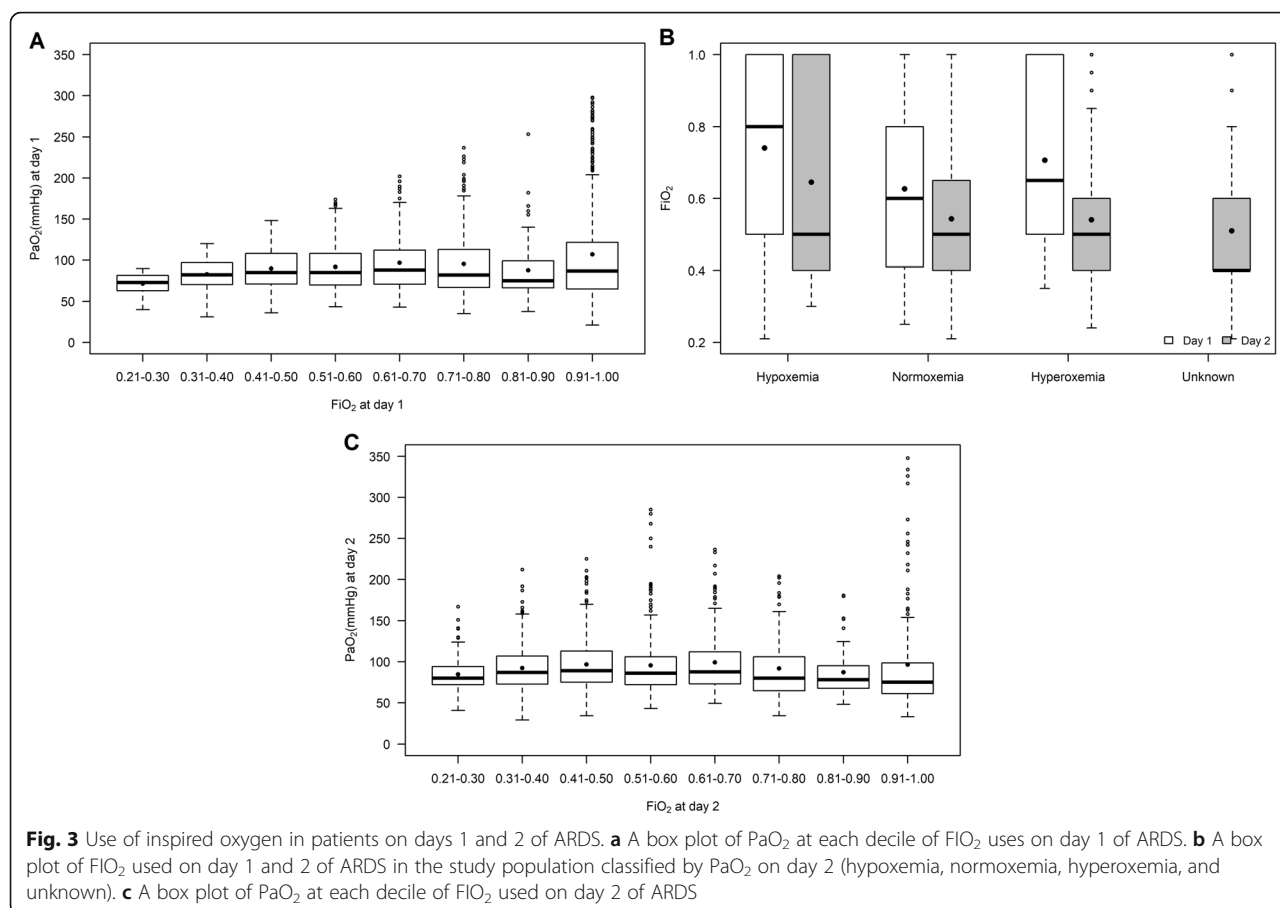 A
350
300
250
200
150
100
50
0
PaO2(mmHg) at day 1
0.21-0.30 0.31-0.40 0.41-0.50 0.51-0.60 0.61-0.70 0.71-0.80 0.81-0.90 0.91-1.00
FiO2 at day 1
B
1.0
0.8
0.6
0.4
0.2
FiO2
Day 1 Day 2
Hypoxemia Normoxemia Hyperoxemia Unknown
C
350
300
250
200
150
100
50
0
PaO2(mmHg) at day 2
0.21-0.30 0.31-0.40 0.41-0.50 0.51-0.60 0.61-0.70 0.71-0.80 0.81-0.90 0.91-1.00
FiO2 at day 2
Fig. 3 Use of inspired oxygen in patients on days 1 and 2 of ARDS. a A box plot of PaO2 at each decile of FIO2 uses on day 1 of ARDS. b A box
plot of FIO2 used on day 1 and 2 of ARDS in the study population classified by PaO2 on day 2 (hypoxemia, normoxemia, hyperoxemia, and
unknown). c A box plot of PaO2 at each decile of FIO2 used on day 2 of ARDS